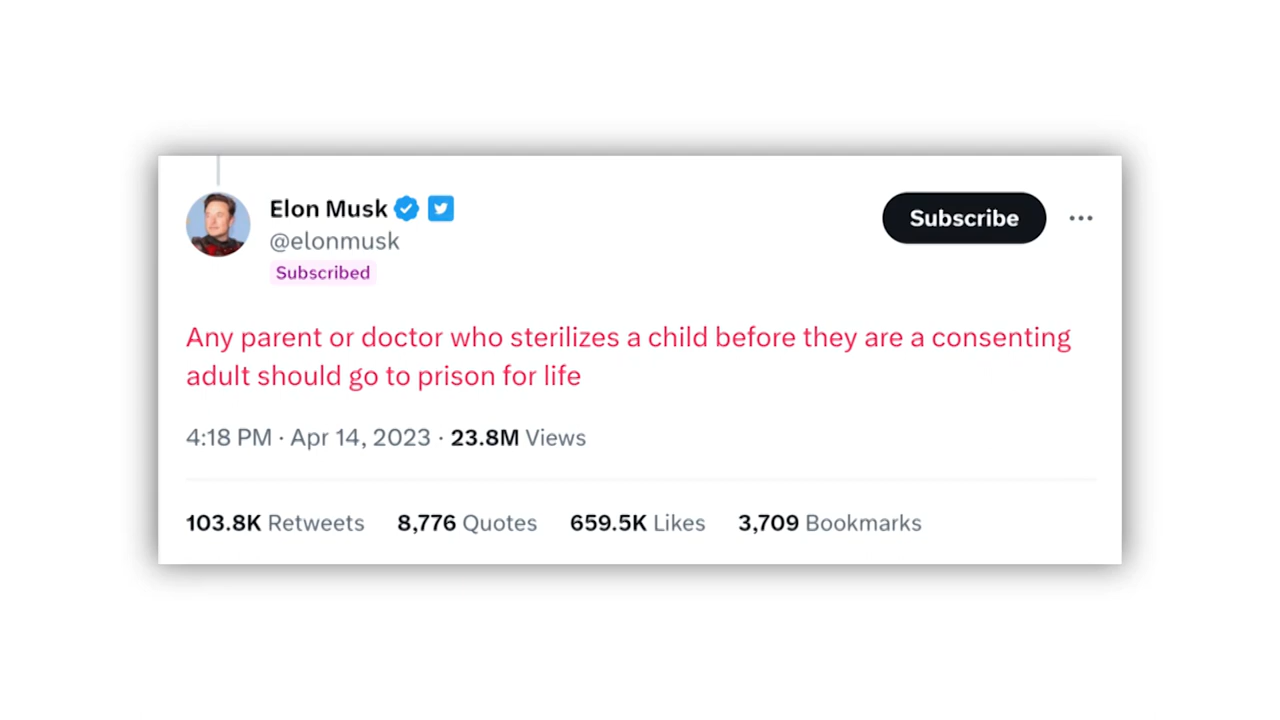 Elon Musk
Subscribe
@elonmusk
Subscribed
Any parent or doctor who sterilizes a child before they are a consenting
adult should go to prison for life
4:18 PM · Apr 14, 2023 · 23.8M Views
103.8K Retweets 8,776 Quotes 659.5K Likes 3,709 Bookmarks